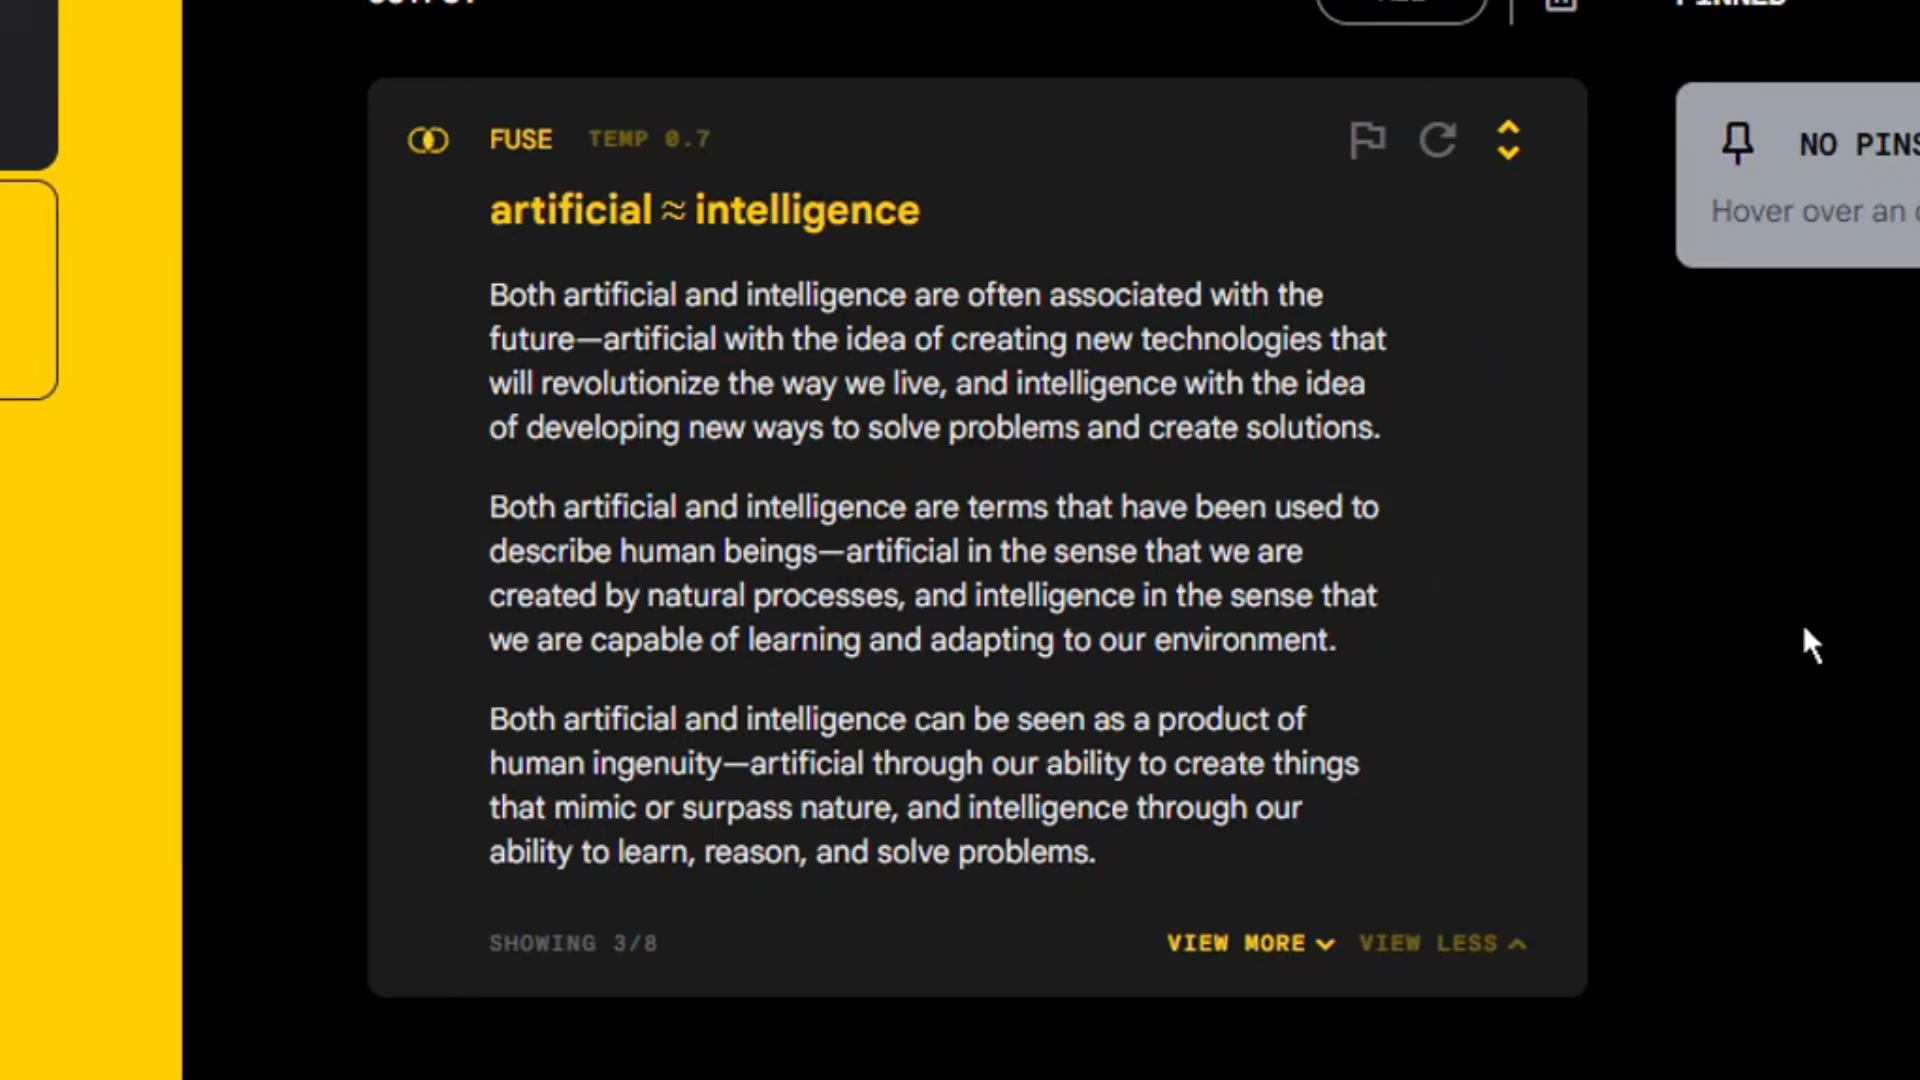 FUSE TEMP 0.7
artificial ≈ intelligence
Both artificial and intelligence are often associated with the
future—artificial with the idea of creating new technologies that
will revolutionize the way we live, and intelligence with the idea
of developing new ways to solve problems and create solutions.
Both artificial and intelligence are terms that have been used to
describe human beings—artificial in the sense that we are
created by natural processes, and intelligence in the sense that
we are capable of learning and adapting to our environment.
Both artificial and intelligence can be seen as a product of
human ingenuity—artificial through our ability to create things
that mimic or surpass nature, and intelligence through our
ability to learn, reason, and solve problems.
SHOWING 3/8
VIEW MORE VIEW LESS
PINNED
NO PINS
Hover over an